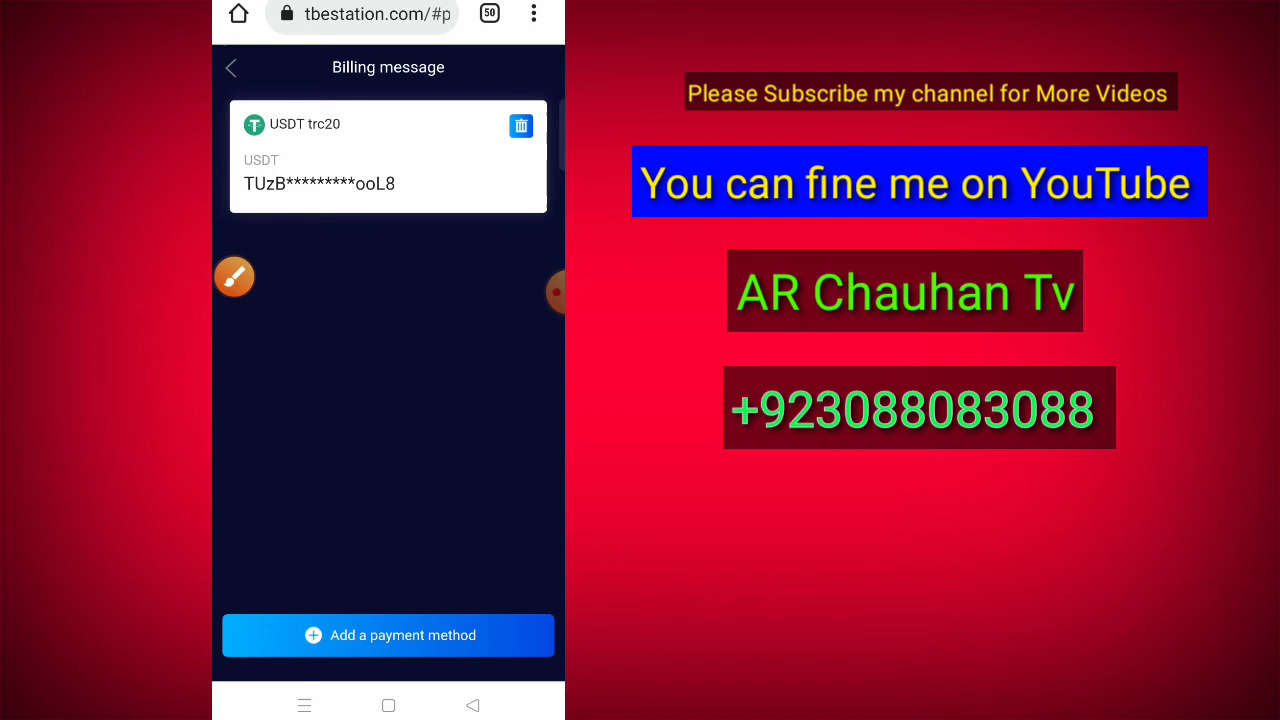 tbestation.com/#p
50
Billing message
USDT trc20
USDT
TUzB*********ooL8
Add a payment method
Please Subscribe my channel for More Videos
You can fine me on YouTube
AR Chauhan Tv
+923088083088